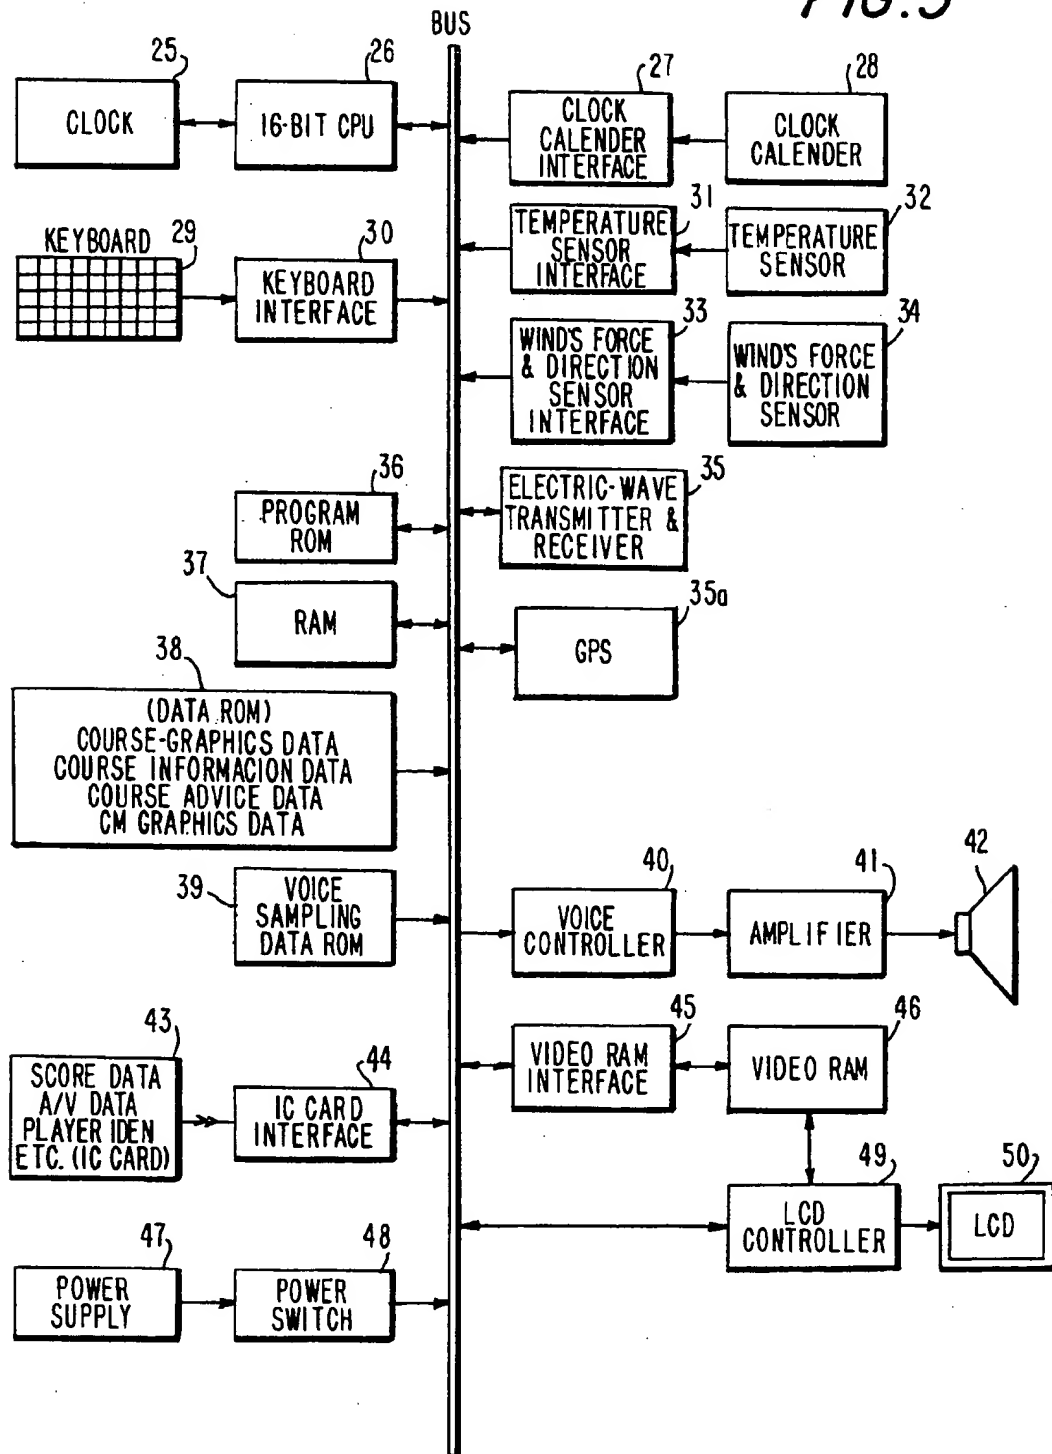 FIG. 5
BUS
25
CLOCK
26
16-BIT CPU
27
CLOCK
CALENDER
INTERFACE
28
CLOCK
CALENDER
KEYBOARD
29
30
KEYBOARD
INTERFACE
31
TEMPERATURE
SENSOR
INTERFACE
32
TEMPERATURE
SENSOR
33
WIND'S FORCE
& DIRECTION
SENSOR
INTERFACE
34
WIND'S FORCE
& DIRECTION
SENSOR
36
PROGRAM
ROM
35
ELECTRIC-WAVE
TRANSMITTER &
RECEIVER
37
RAM
35a
GPS
38
(DATA ROM)
COURSE-GRAPHICS DATA
COURSE INFORMACION DATA
COURSE ADVICE DATA
CM GRAPHICS DATA
39
VOICE
SAMPLING
DATA ROM
40
VOICE
CONTROLLER
41
AMPLIFIER
42
43
SCORE DATA
A/V DATA
PLAYER IDEN
ETC. (IC CARD)
44
IC CARD
INTERFACE
45
VIDEO RAM
INTERFACE
46
VIDEO RAM
47
POWER
SUPPLY
48
POWER
SWITCH
49
LCD
CONTROLLER
50
LCD